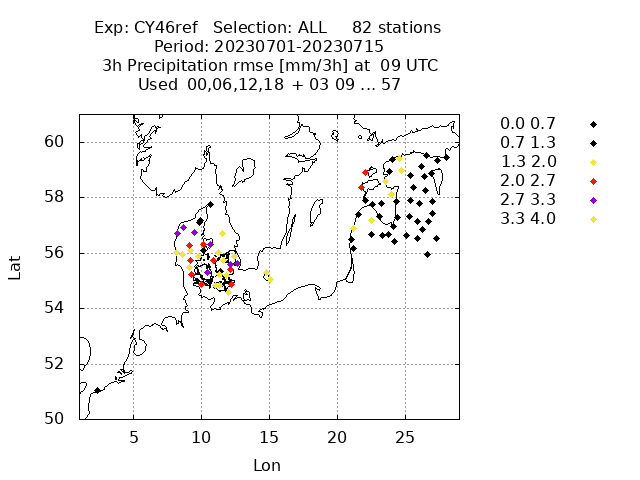 Exp: CY46ref   Selection: ALL     82 stations
Period: 20230701-20230715
3h Precipitation rmse [mm/3h] at  09 UTC
Used  00,06,12,18  + 03 09 ... 57
0.0 0.7
0.7 1.3
1.3 2.0
2.0 2.7
2.7 3.3
3.3 4.0
60
58
56
54
52
50
Lat
5 10 15 20 25
Lon